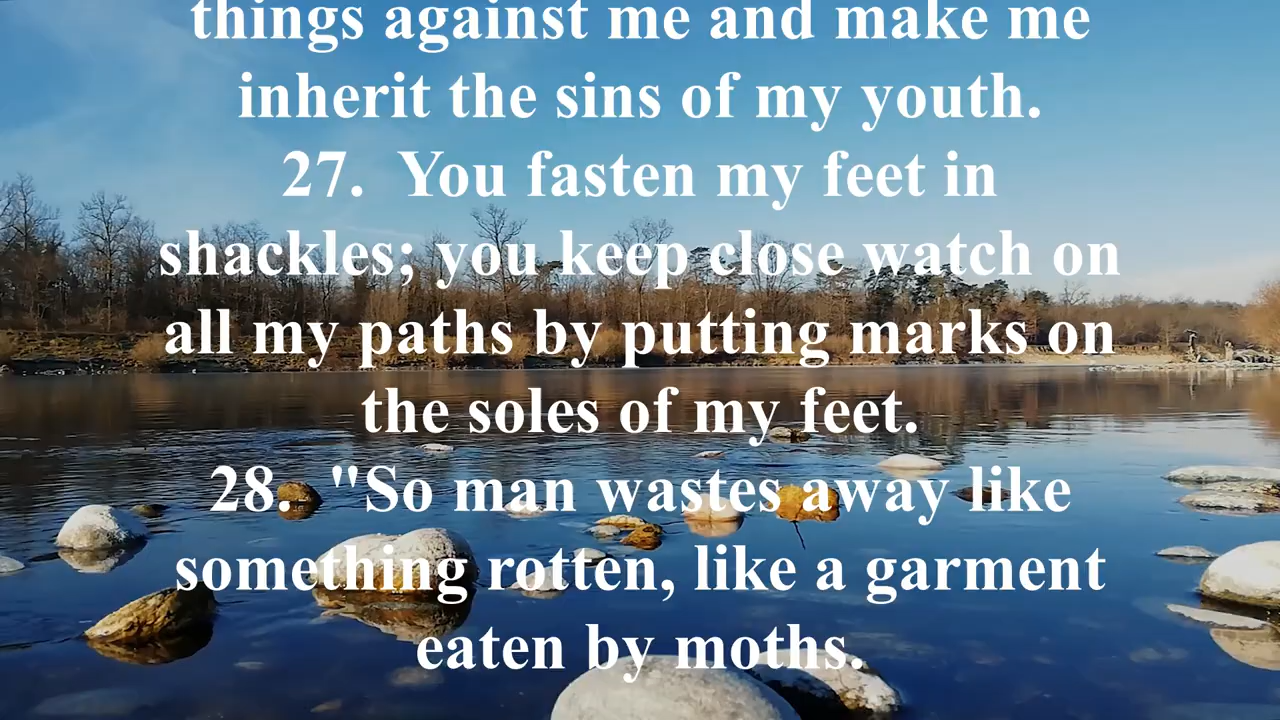 things against me and make me
inherit the sins of my youth.
27.  You fasten my feet in
shackles; you keep close watch on
all my paths by putting marks on
the soles of my feet.
28.  "So man wastes away like
something rotten, like a garment
eaten by moths.